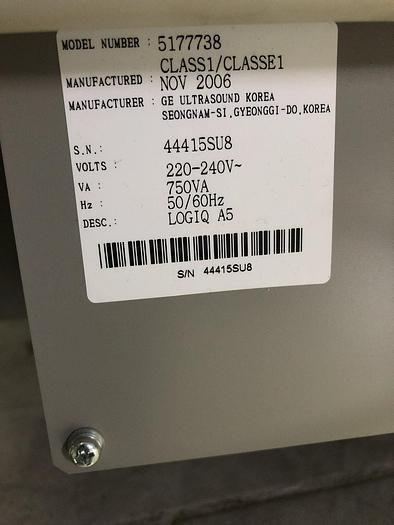 MODEL NUMBER : 5177738
CLASS1/CLASSE1
MANUFACTURED : NOV 2006
MANUFACTURER : GE ULTRASOUND KOREA
SEONGNAM-SI,GYEONGGI-DO,KOREA
S.N.: 44415SU8
VOLTS : 220-240V~
VA : 750VA
Hz : 50/60Hz
DESC.: LOGIQ A5
S/N 44415SU8